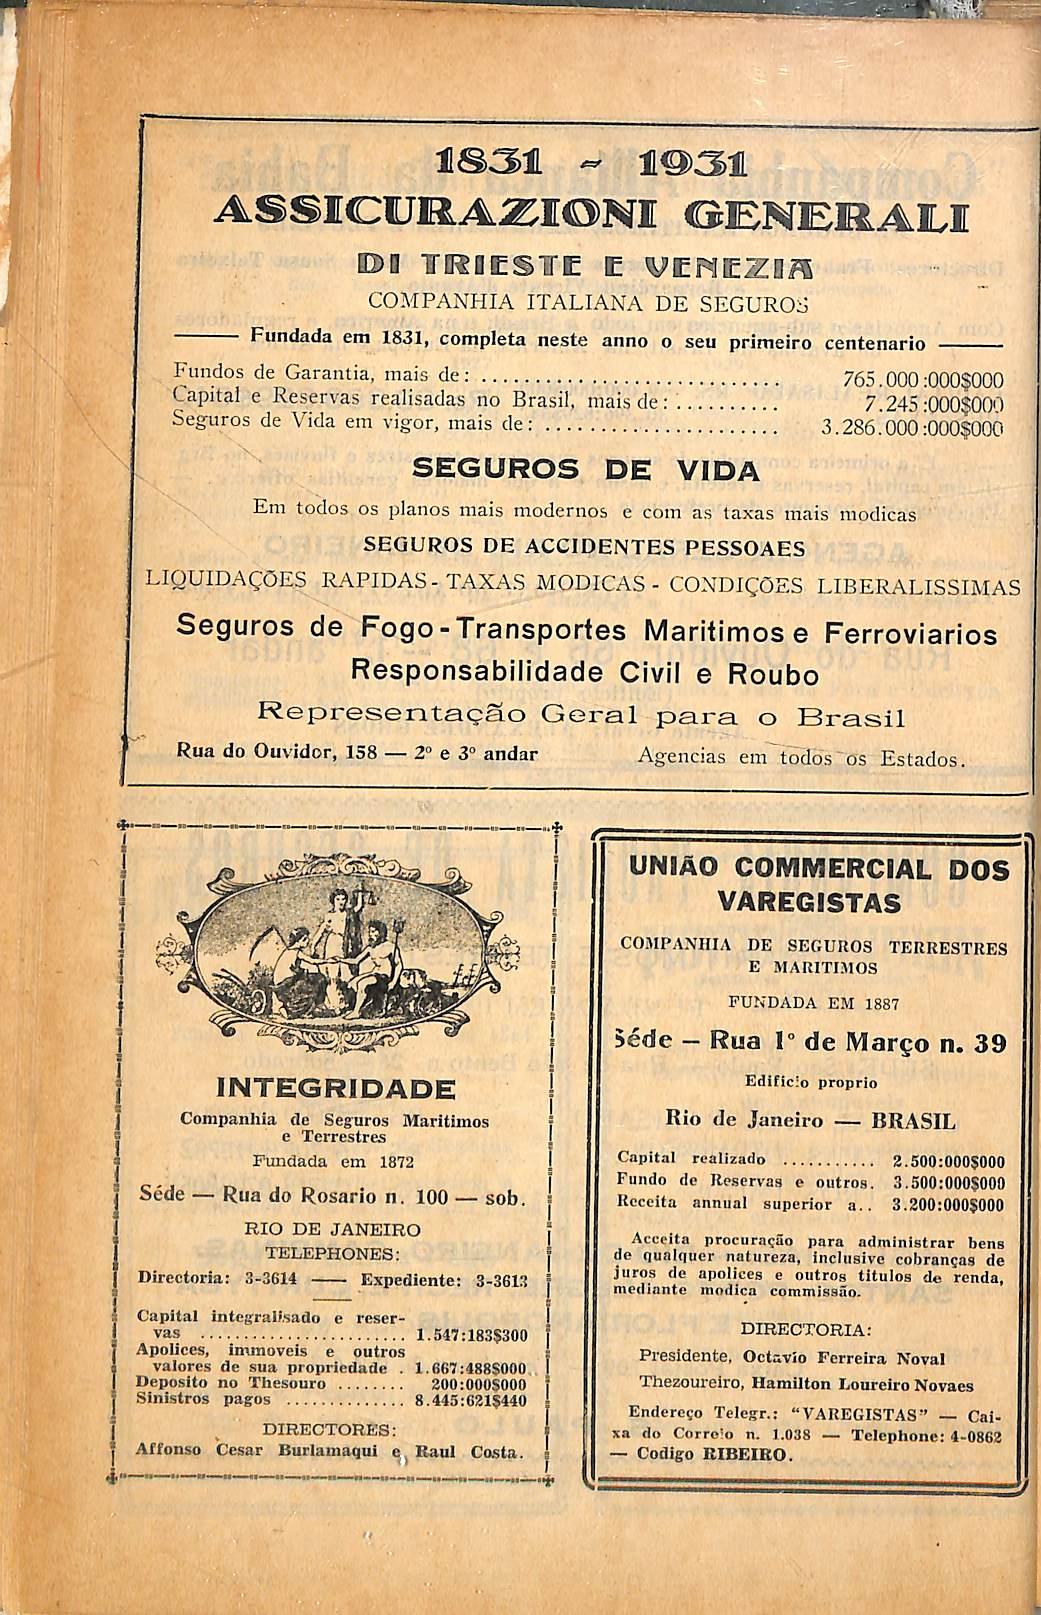 1831 - 1931
ASSICURAZIONI GENERALI
DI TRIESTE E VENEZIA
COMPANHIA ITALIANA DE SEGUROS
Fundada em 1831, completa neste anno o seu primeiro centenario
Fundos de Garantia, mais de: ............................ 765.000:000$000
Capital e Reservas realisadas no Brasil, mais de: .......... 7.245:000$000
Seguros de Vida em vigor, mais de: ...................... 3.286.000:000$000
SEGUROS DE VIDA
Em todos os planos mais modernos e com as taxas mais modicas
SEGUROS DE ACCIDENTES PESSOAES
LIQUIDAÇÕES RAPIDAS - TAXAS MODICAS - CONDIÇÕES LIBERALISSIMAS
Seguros de Fogo - Transportes Maritimos e Ferroviarios
Responsabilidade Civil e Roubo
Representação Geral para o Brasil
Rua do Ouvidor, 158 — 2º e 3º andar Agencias em todos os Estados.
INTEGRIDADE
Companhia de Seguros Maritimos
e Terrestres
Fundada em 1872
Séde — Rua do Rosario n. 100 — sob.
RIO DE JANEIRO
TELEPHONES:
Directoria: 3-3614 —— Expediente: 3-3613
Capital integralisado e reser-
vas ........................ 1.547:183$300
Apolices, immoveis e outros
valores de sua propriedade . 1.667:488$000
Deposito no Thesouro ........ 200:000$000
Sinistros pagos .............. 8.445:621$440
DIRECTORES:
Affonso Cesar Burlamaqui e Raul Costa.
UNIÃO COMMERCIAL DOS
VAREGISTAS
COMPANHIA DE SEGUROS TERRESTRES
E MARITIMOS
FUNDADA EM 1887
Séde — Rua 1º de Março n. 39
Edificio proprio
Rio de Janeiro — BRASIL
Capital realizado ........... 2.500:000$000
Fundo de Reservas e outros. 3.500:000$000
Receita annual superior a.. 3.200:000$000
Acceita procuração para administrar bens
de qualquer natureza, inclusive cobranças de
juros de apolices e outros titulos de renda,
mediante modica commissão.
DIRECTORIA:
Presidente, Octavio Ferreira Noval
Thezoureiro, Hamilton Loureiro Novaes
Endereço Telegr.: "VAREGISTAS" — Cai-
xa do Correio n. 1.038 — Telephone: 4-0862
— Codigo RIBEIRO.